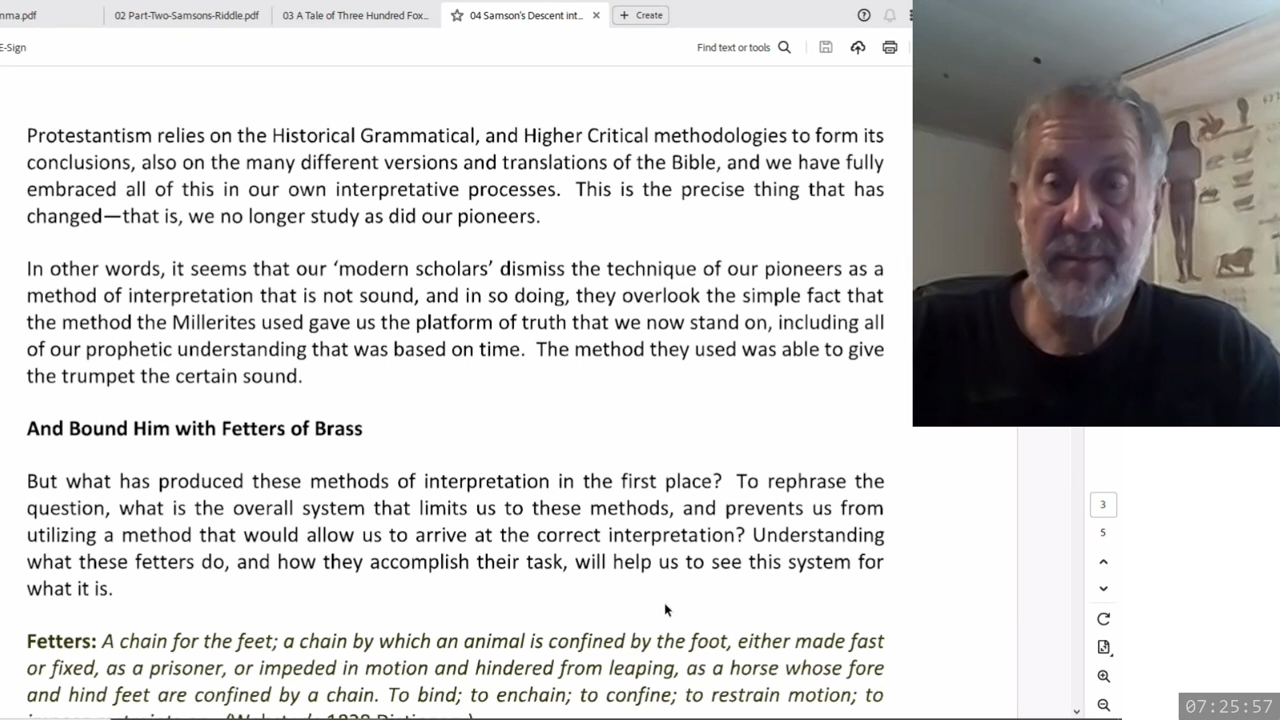 mma.pdf
02 Part-Two-Samsons-Riddle.pdf
03 A Tale of Three Hundred Fox...
04 Samson's Descent int...
Create
E-Sign
Find text or tools
Protestantism relies on the Historical Grammatical, and Higher Critical methodologies to form its
conclusions, also on the many different versions and translations of the Bible, and we have fully
embraced all of this in our own interpretative processes. This is the precise thing that has
changed—that is, we no longer study as did our pioneers.
In other words, it seems that our ‘modern scholars’ dismiss the technique of our pioneers as a
method of interpretation that is not sound, and in so doing, they overlook the simple fact that
the method the Millerites used gave us the platform of truth that we now stand on, including all
of our prophetic understanding that was based on time. The method they used was able to give
the trumpet the certain sound.
And Bound Him with Fetters of Brass
But what has produced these methods of interpretation in the first place? To rephrase the
question, what is the overall system that limits us to these methods, and prevents us from
utilizing a method that would allow us to arrive at the correct interpretation? Understanding
what these fetters do, and how they accomplish their task, will help us to see this system for
what it is.
Fetters: A chain for the feet; a chain by which an animal is confined by the foot, either made fast
or fixed, as a prisoner, or impeded in motion and hindered from leaping, as a horse whose fore
and hind feet are confined by a chain. To bind; to enchain; to confine; to restrain motion; to
3
5
07:25:57